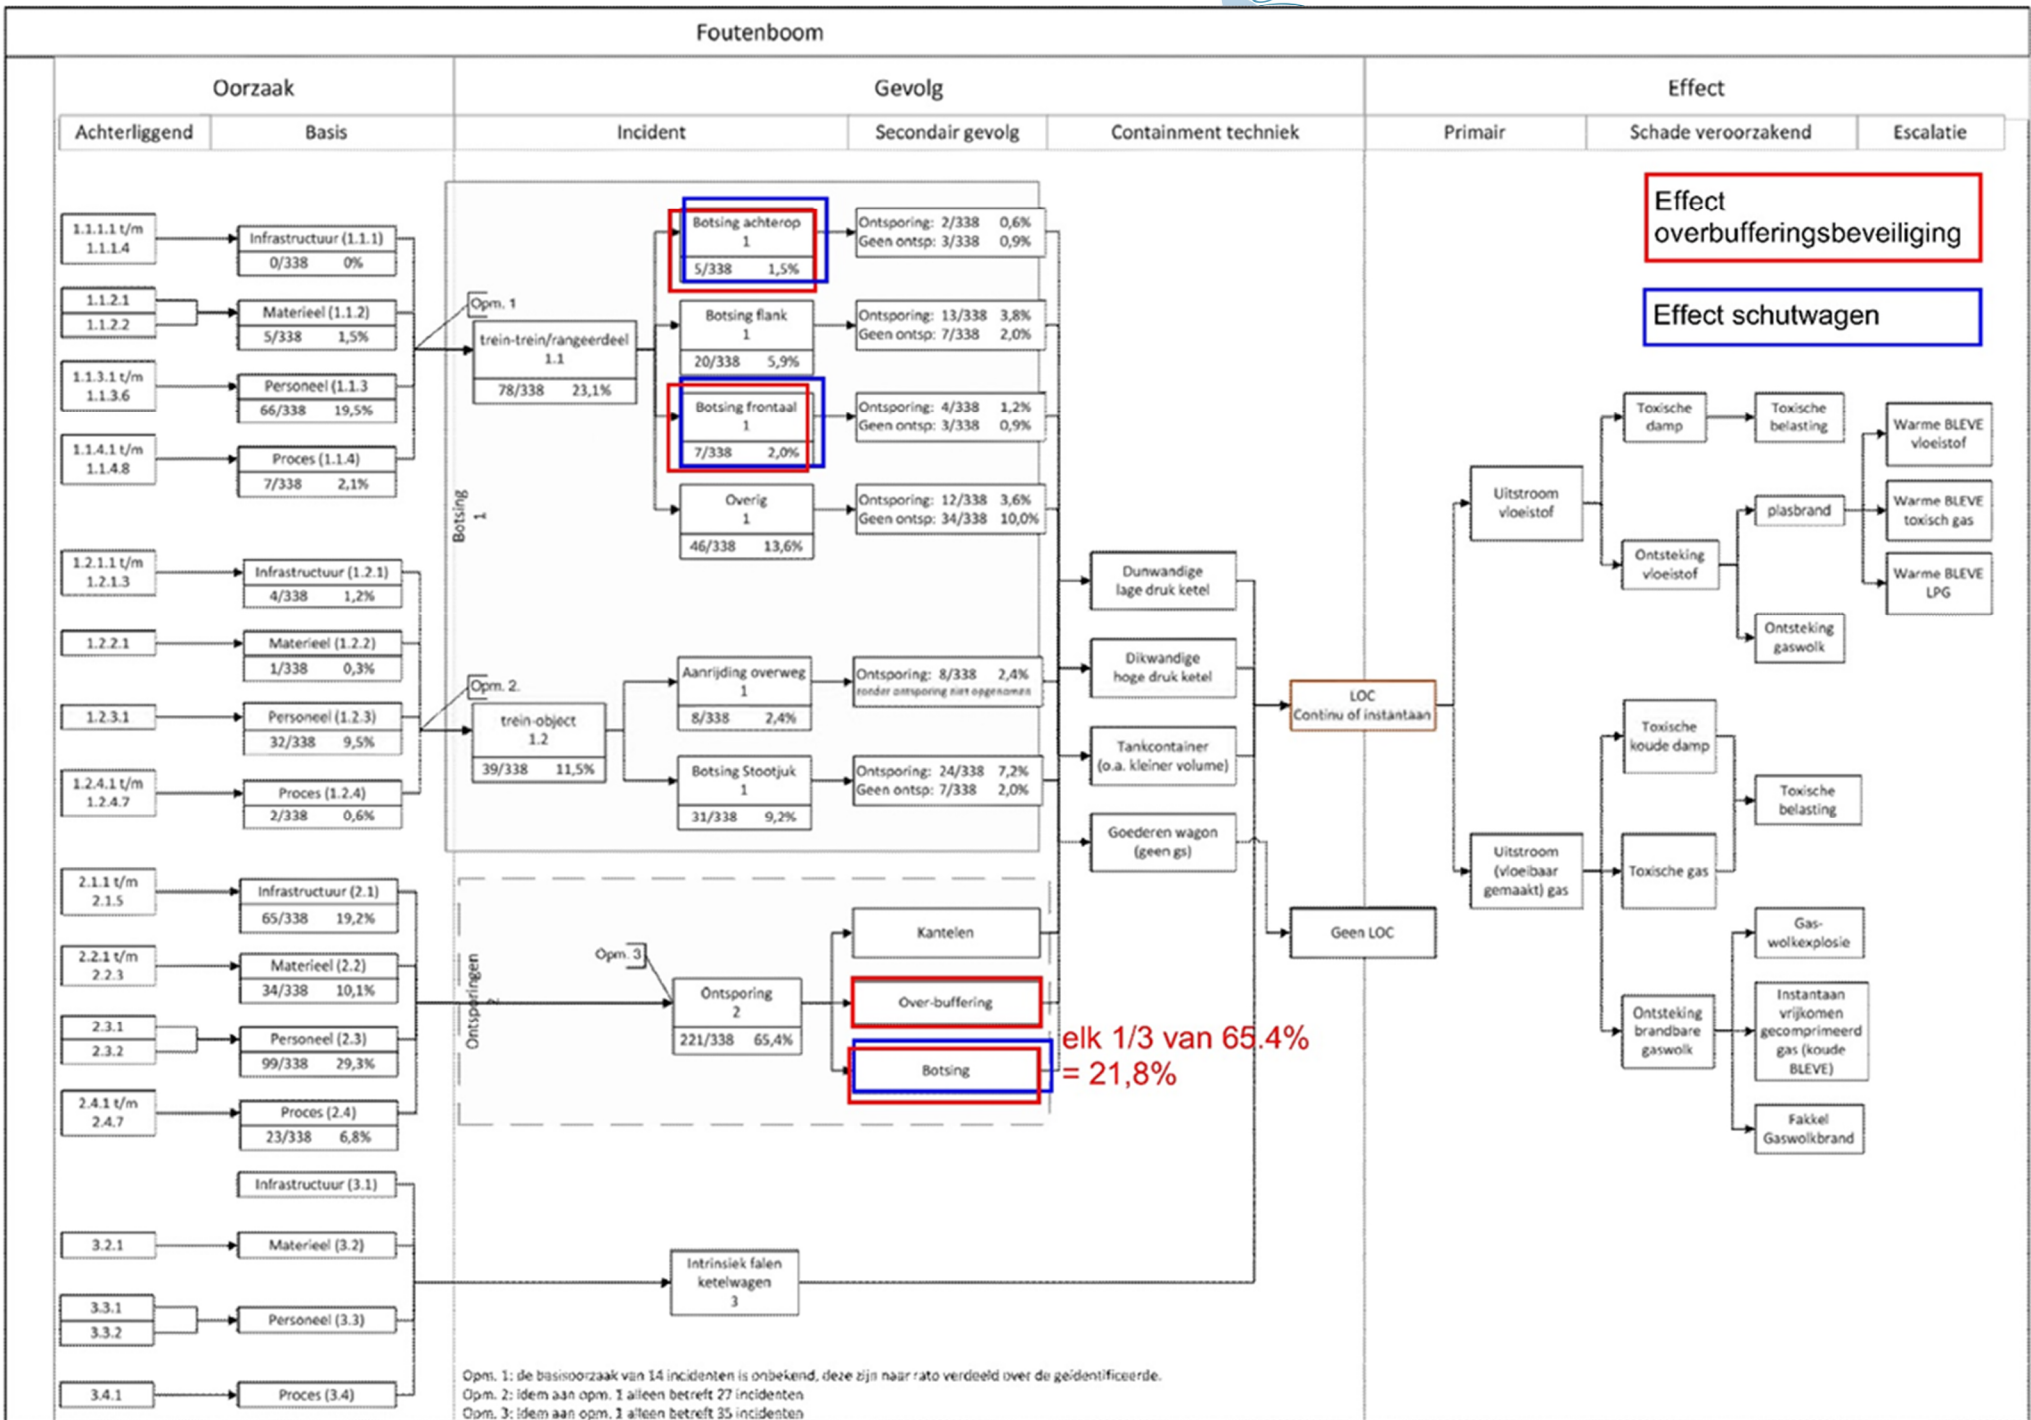 Foutenboom
Oorzaak
Gevolg
Effect
Achterliggend
Basis
Incident
Secondair gevolg
Containment techniek
Primair
Schade veroorzakend
Escalatie
1.1.1.1 t/m
1.1.1.4
Infrastructuur (1.1.1)
0/338 0%
1.1.2.1
1.1.2.2
Materieel (1.1.2)
5/338 1,5%
1.1.3.1 t/m
1.1.3.6
Personeel (1.1.3
66/338 19,5%
1.1.4.1 t/m
1.1.4.8
Proces (1.1.4)
7/338 2,1%
1.2.1.1 t/m
1.2.1.3
Infrastructuur (1.2.1)
4/338 1,2%
1.2.2.1
Materieel (1.2.2)
1/338 0,3%
1.2.3.1
Personeel (1.2.3)
32/338 9,5%
1.2.4.1 t/m
1.2.4.7
Proces (1.2.4)
2/338 0,6%
2.1.1 t/m
2.1.5
Infrastructuur (2.1)
65/338 19,2%
2.2.1 t/m
2.2.3
Materieel (2.2)
34/338 10,1%
2.3.1
2.3.2
Personeel (2.3)
99/338 29,3%
2.4.1 t/m
2.4.7
Proces (2.4)
23/338 6,8%
Infrastructuur (3.1)
3.2.1
Materieel (3.2)
3.3.1
3.3.2
Personeel (3.3)
3.4.1
Proces (3.4)
Botsing
1
Opm. 1
trein-trein/rangeerdeel
1.1
78/338 23,1%
Botsing achterop
1
5/338 1,5%
Ontsporing: 2/338 0,6%
Geen ontsp: 3/338 0,9%
Botsing flank
1
20/338 5,9%
Ontsporing: 13/338 3,8%
Geen ontsp: 7/338 2,0%
Botsing frontaal
1
7/338 2,0%
Ontsporing: 4/338 1,2%
Geen ontsp: 3/338 0,9%
Overig
1
46/338 13,6%
Ontsporing: 12/338 3,6%
Geen ontsp: 34/338 10,0%
Opm. 2.
trein-object
1.2
39/338 11,5%
Aanrijding overweg
1
8/338 2,4%
Ontsporing: 8/338 2,4%
zonder ontsporing niet opgenomen
Botsing Stootjuk
1
31/338 9,2%
Ontsporing: 24/338 7,2%
Geen ontsp: 7/338 2,0%
Ontsporingen
2
Opm. 3
Ontsporing
2
221/338 65,4%
Kantelen
Over-buffering
Botsing
elk 1/3 van 65.4%
= 21,8%
Intrinsiek falen
ketelwagen
3
Dunwandige
lage druk ketel
Dikwandige
hoge druk ketel
Tankcontainer
(o.a. kleiner volume)
Goederen wagon
(geen gs)
LOC
Continu of instantaan
Geen LOC
Effect
overbufferingsbeveiliging
Effect schutwagen
Uitstroom
vloeistof
Toxische
damp
Toxische
belasting
Ontsteking
vloeistof
plasbrand
Ontsteking
gaswolk
Warme BLEVE
vloeistof
Warme BLEVE
toxisch gas
Warme BLEVE
LPG
Uitstroom
(vloeibaar
gemaakt) gas
Toxische
koude damp
Toxische gas
Toxische
belasting
Ontsteking
brandbare
gaswolk
Gas-
wolkexplosie
Instantaan
vrijkomen
gecomprimeerd
gas (koude
BLEVE)
Fakkel
Gaswolkbrand
Opm. 1: de basisoorzaak van 14 incidenten is onbekend, deze zijn naar rato verdeeld over de geïdentificeerde.
Opm. 2: idem aan opm. 1 alleen betreft 27 incidenten
Opm. 3: idem aan opm. 1 alleen betreft 35 incidenten